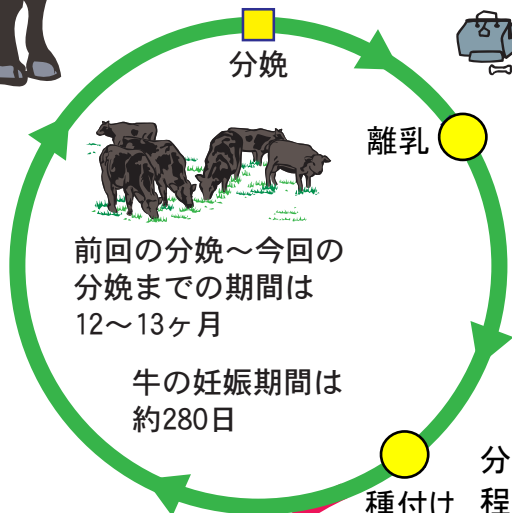 分娩
離乳
前回の分娩～今回の
分娩までの期間は
12～13ヶ月
牛の妊娠期間は
約280日
種付け
分
程